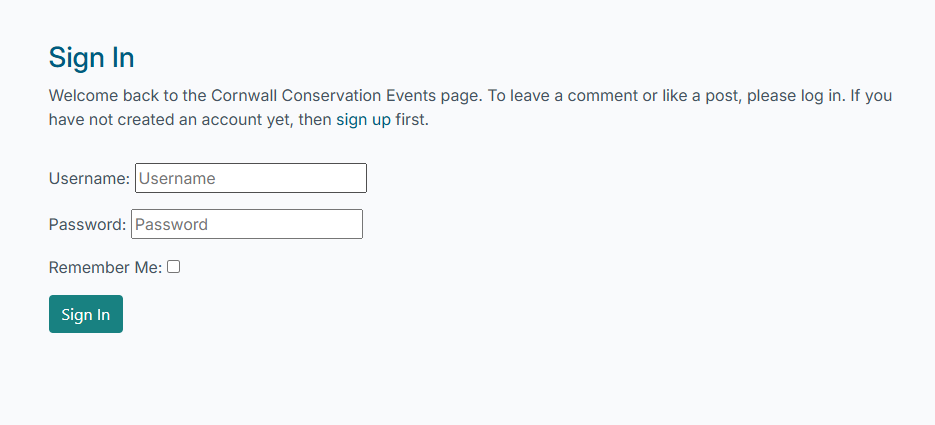 Sign In
Welcome back to the Cornwall Conservation Events page. To leave a comment or like a post, please log in. If you
have not created an account yet, then sign up first.
Username: Username
Password: Password
Remember Me:
Sign In